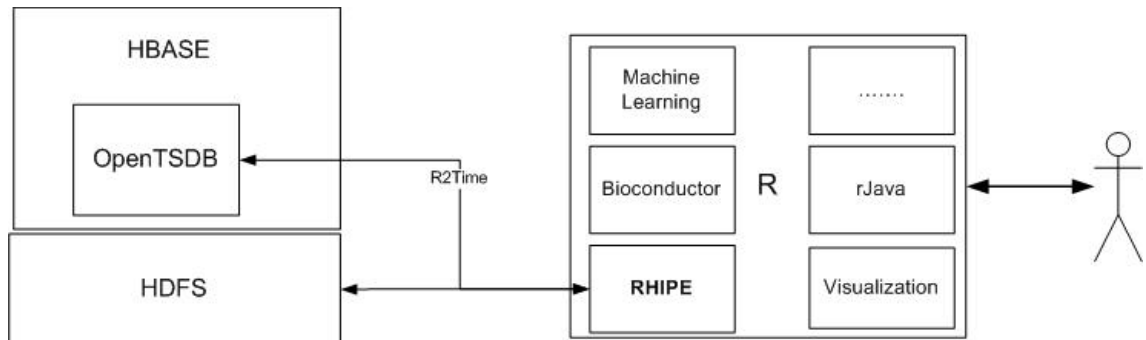 HBASE
OpenTSDB
HDFS
R2Time
Machine
Learning
.......
Bioconductor
R
rJava
RHIPE
Visualization